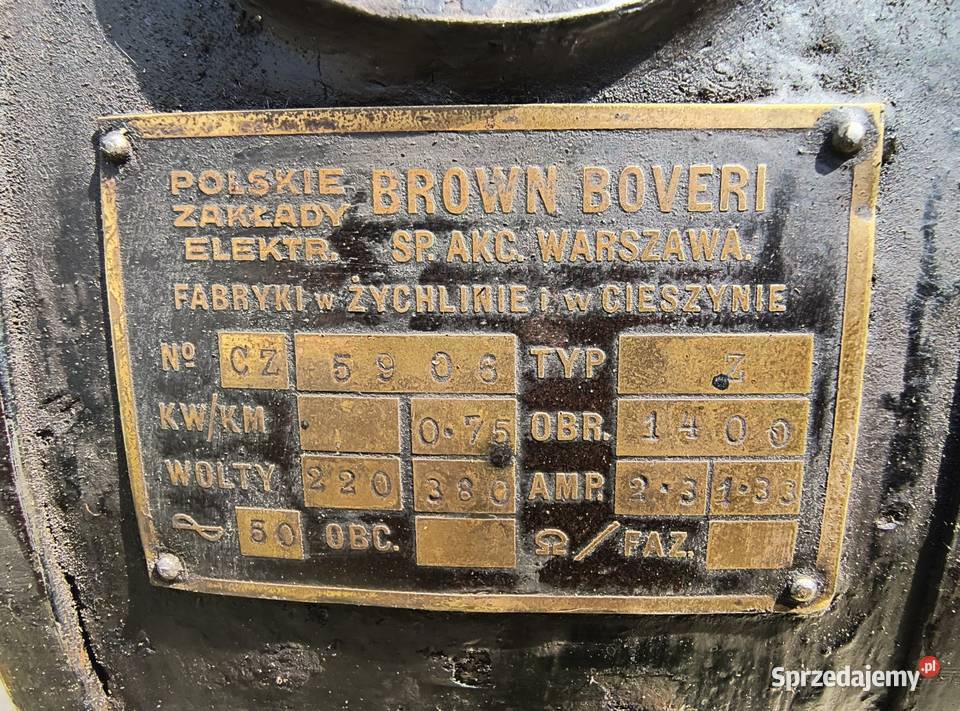 POLSKIE ZAKŁADY ELEKTR. BROWN BOVERI
SP. AKC. WARSZAWA.
FABRYKI w ŻYCHLINIE i w CIESZYNIE
Nº CZ 5906 TYP Z
KW/KM 0.75 OBR. 1400
WOLTY 220 380 AMP. 2.3 1.33
50 OBC. Ω/FAZ.
Sprzedajemy.pl